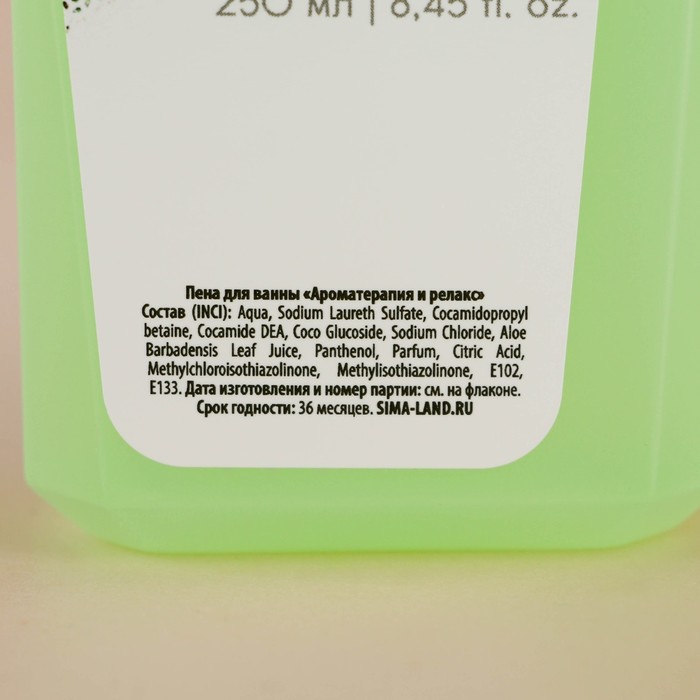 250 мл | 8,45 fl. oz.
Пена для ванны «Ароматерапия и релакс»
Состав (INCI): Aqua, Sodium Laureth Sulfate, Cocamidopropyl
betaine, Cocamide DEA, Coco Glucoside, Sodium Chloride, Aloe
Barbadensis Leaf Juice, Panthenol, Parfum, Citric Acid,
Methylchloroisothiazolinone, Methylisothiazolinone, E102,
E133. Дата изготовления и номер партии: см. на флаконе.
Срок годности: 36 месяцев. SIMA-LAND.RU